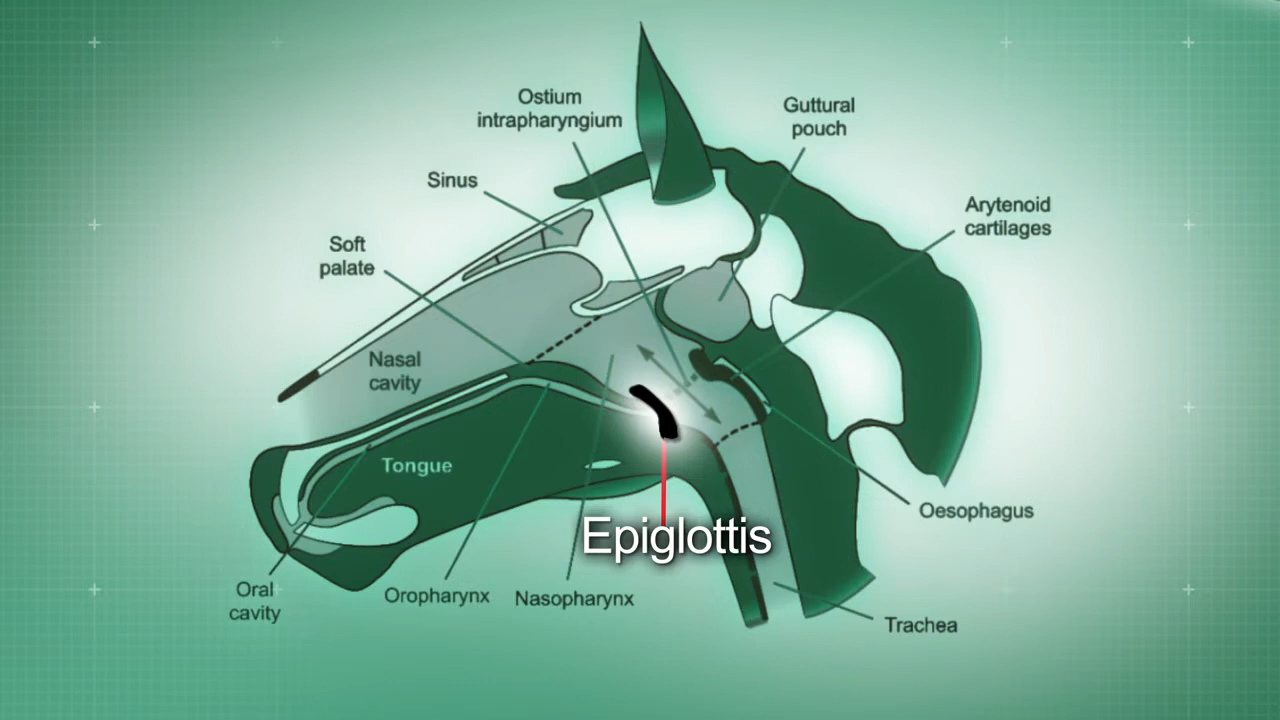 Ostium
intrapharyngium
Guttural
pouch
Sinus
Arytenoid
cartilages
Soft
palate
Nasal
cavity
Tongue
Oesophagus
Epiglottis
Oral
cavity
Oropharynx
Nasopharynx
Trachea